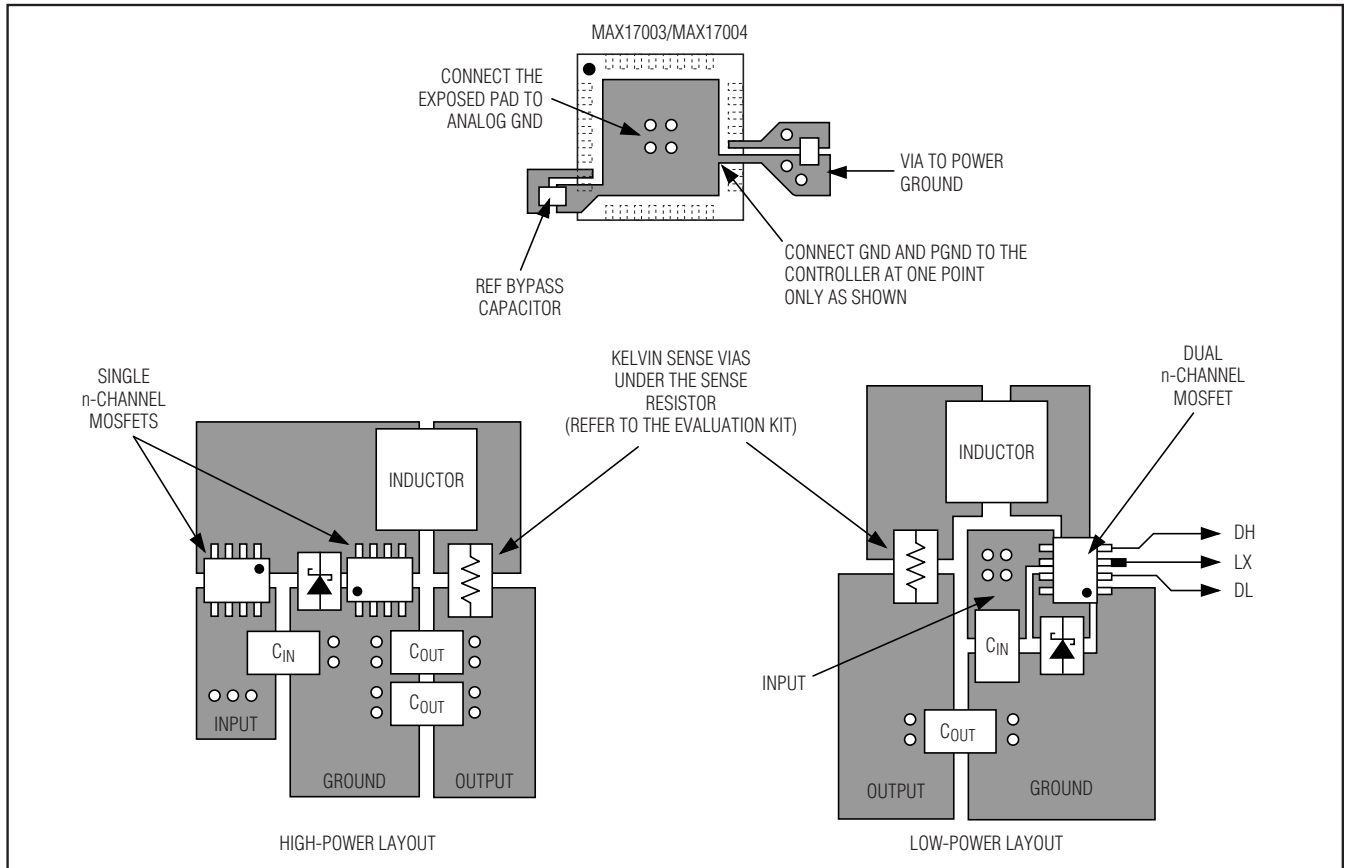 MAX17003/MAX17004
CONNECT THE
EXPOSED PAD TO
ANALOG GND
VIA TO POWER
GROUND
CONNECT GND AND PGND TO THE
CONTROLLER AT ONE POINT
ONLY AS SHOWN
REF BYPASS
CAPACITOR
SINGLE
n-CHANNEL
MOSFETS
KELVIN SENSE VIAS
UNDER THE SENSE
RESISTOR
(REFER TO THE EVALUATION KIT)
DUAL
n-CHANNEL
MOSFET
INDUCTOR
CIN
COUT
COUT
INPUT
GROUND
OUTPUT
HIGH-POWER LAYOUT
INDUCTOR
DH
LX
DL
CIN
INPUT
COUT
OUTPUT
GROUND
LOW-POWER LAYOUT